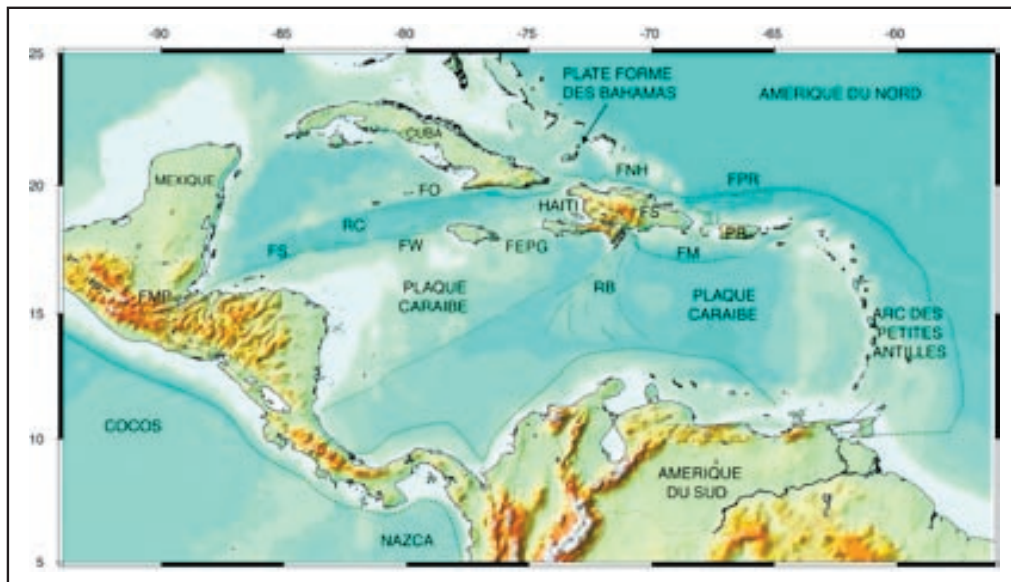 -90 -85 -80 -75 -70 -65 -60
25
PLATE FORME
DES BAHAMAS
AMERIQUE DU NORD
CUBA
MEXIQUE
FNH
20
FO
FPR
HAITI
FS
RC
PR
FS
FW
FEPG
FM
FMP
PLAQUE
CARAIBE
RB
PLAQUE
CARAIBE
15
ARC DES
PETITES
ANTILLES
COCOS
10
AMÉRIQUE
DU SUD
NAZCA
5